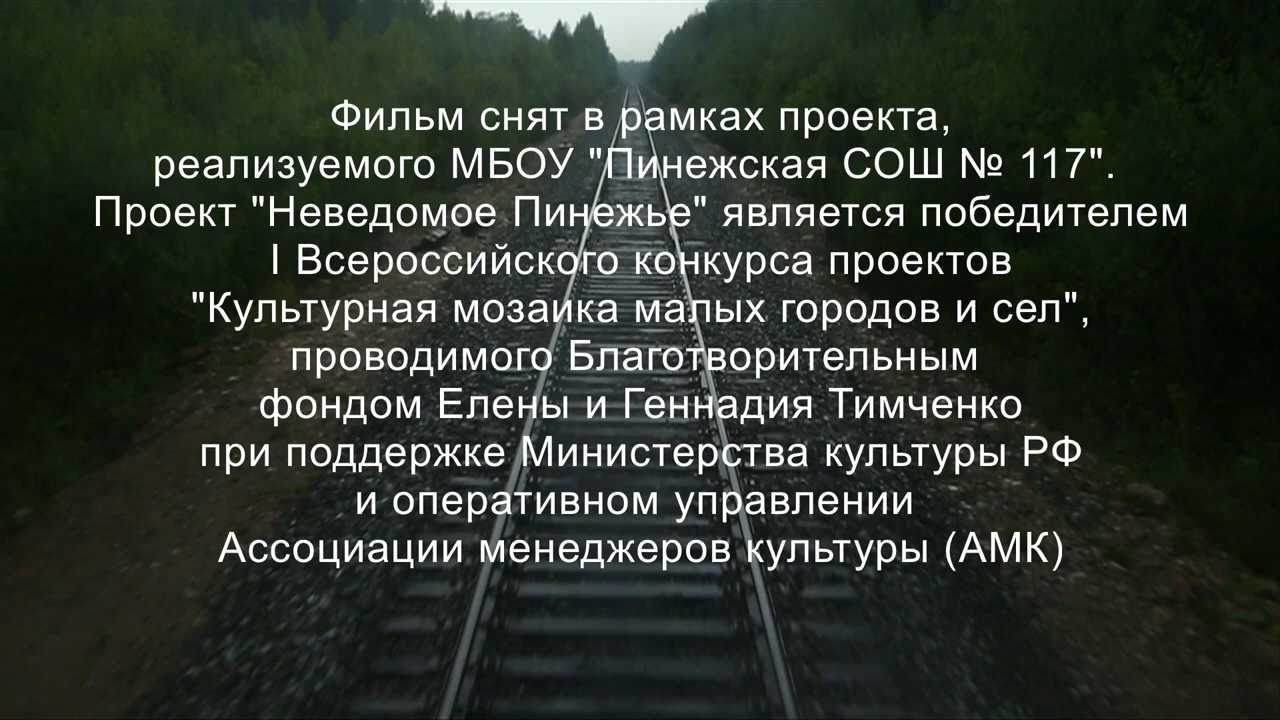 Фильм снят в рамках проекта,
реализуемого МБОУ "Пинежская СОШ № 117".
Проект "Неведомое Пинежье" является победителем
I Всероссийского конкурса проектов
"Культурная мозаика малых городов и сел",
проводимого Благотворительным
фондом Елены и Геннадия Тимченко
при поддержке Министерства культуры РФ
и оперативном управлении
Ассоциации менеджеров культуры (АМК)